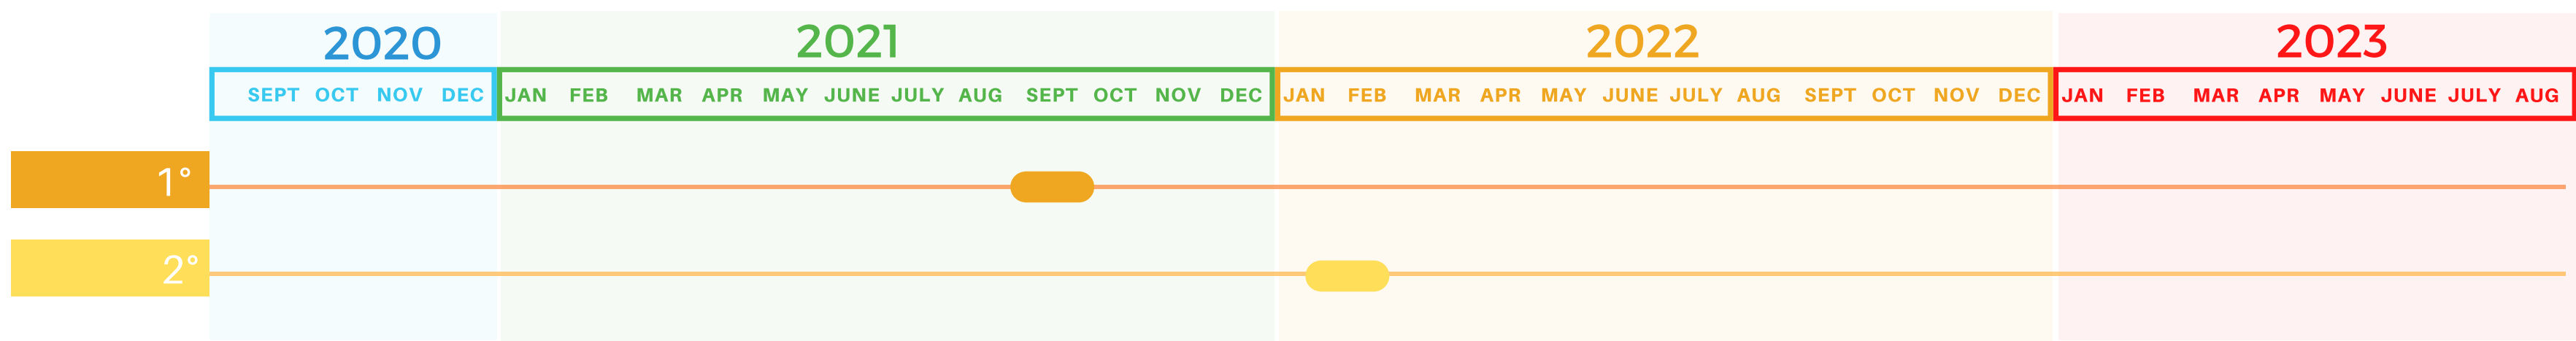 2020 2021 2022 2023
SEPT OCT NOV DEC JAN FEB MAR APR MAY JUNE JULY AUG SEPT OCT NOV DEC JAN FEB MAR APR MAY JUNE JULY AUG SEPT OCT NOV DEC JAN FEB MAR APR MAY JUNE JULY AUG
1°
2°